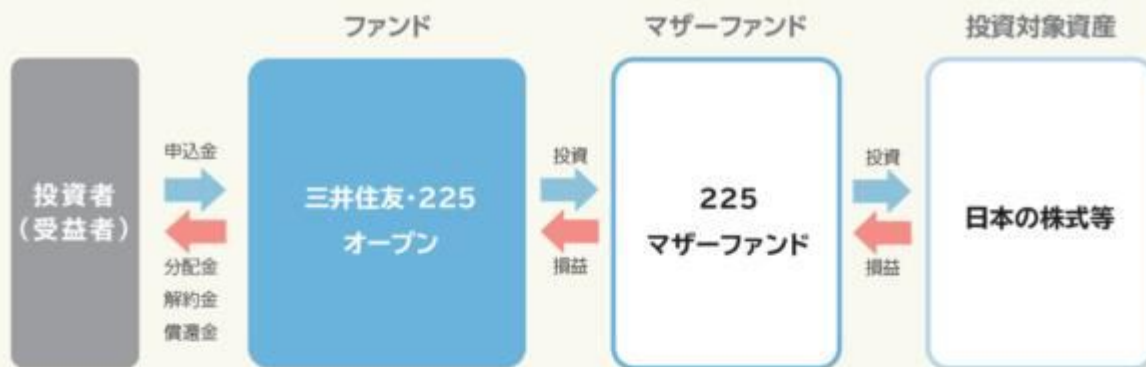 ファンド
マザーファンド
投資対象資産
投資者
(受益者)
申込金
分配金
解約金
償還金
三井住友・225
オープン
投資
損益
225
マザーファンド
投資
損益
日本の株式等